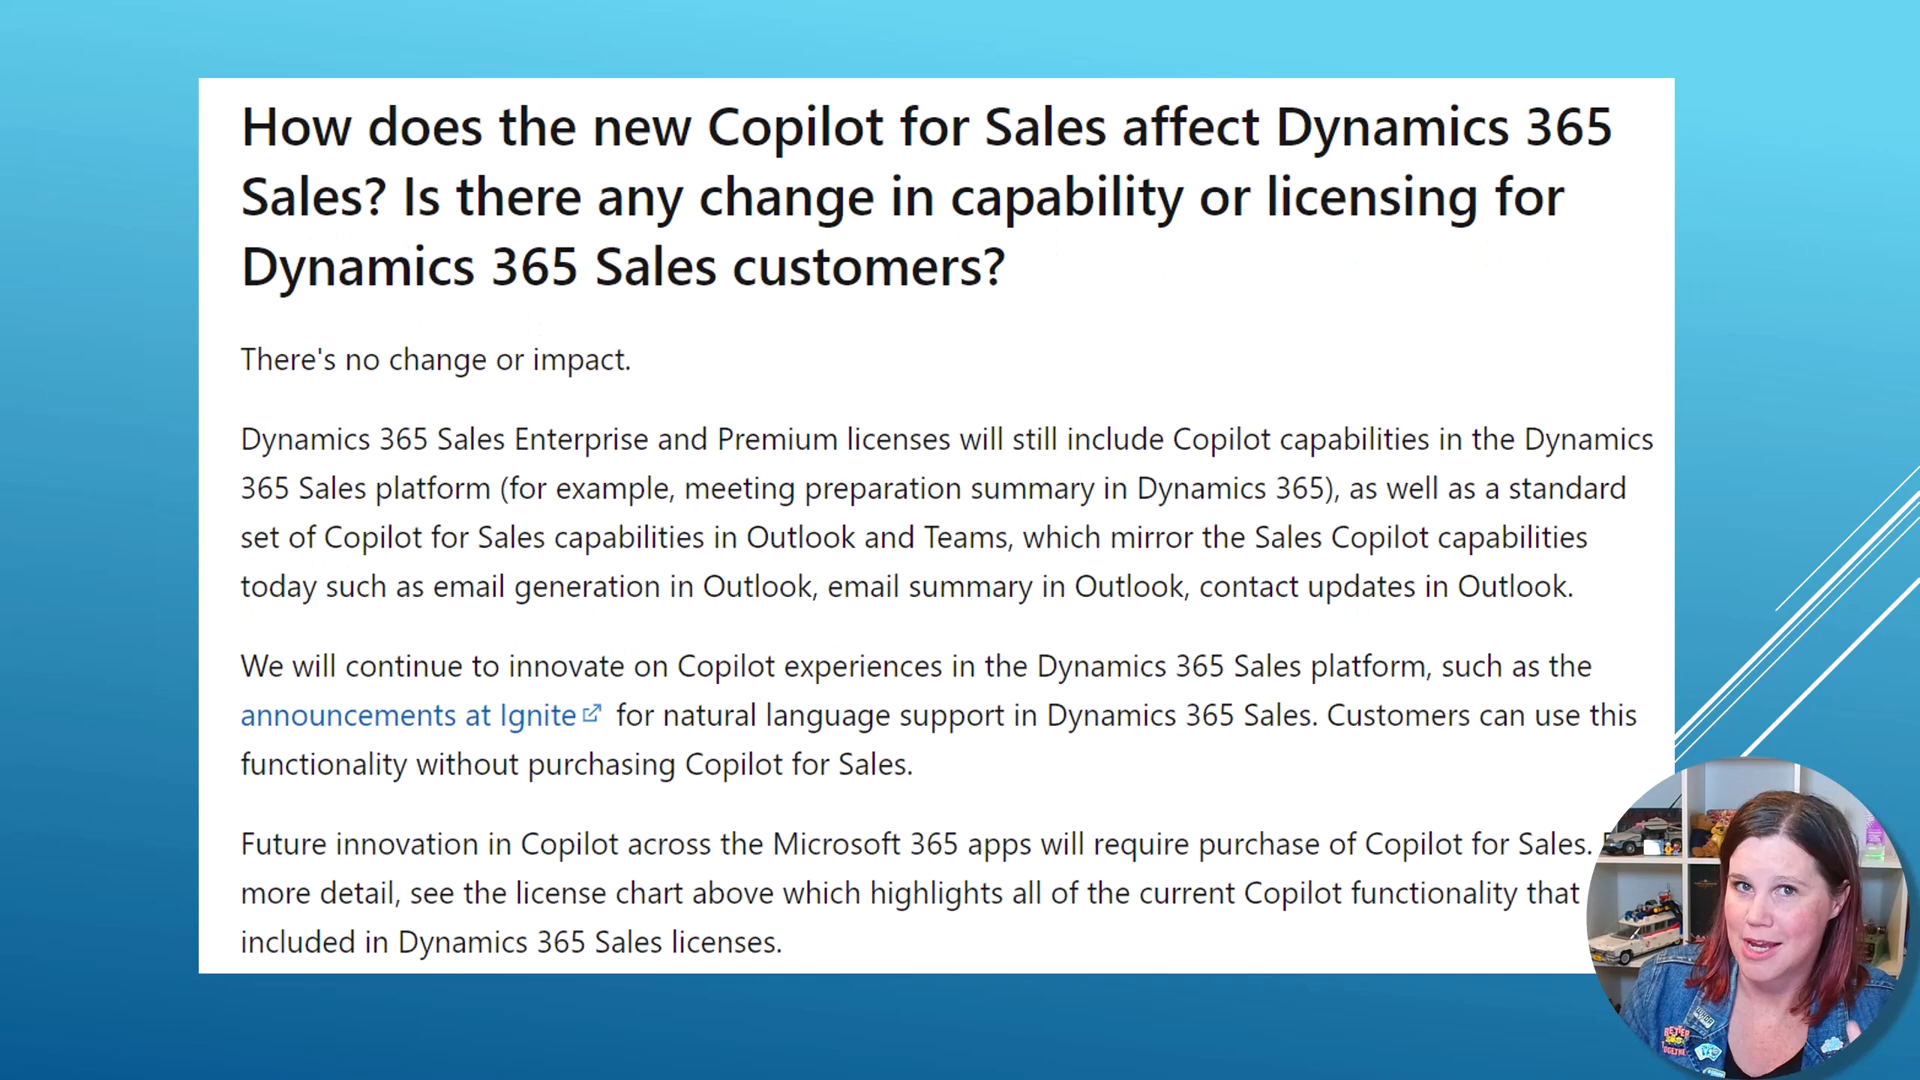 How does the new Copilot for Sales affect Dynamics 365
Sales? Is there any change in capability or licensing for
Dynamics 365 Sales customers?
There's no change or impact.
Dynamics 365 Sales Enterprise and Premium licenses will still include Copilot capabilities in the Dynamics
365 Sales platform (for example, meeting preparation summary in Dynamics 365), as well as a standard
set of Copilot for Sales capabilities in Outlook and Teams, which mirror the Sales Copilot capabilities
today such as email generation in Outlook, email summary in Outlook, contact updates in Outlook.
We will continue to innovate on Copilot experiences in the Dynamics 365 Sales platform, such as the
announcements at Ignite for natural language support in Dynamics 365 Sales. Customers can use this
functionality without purchasing Copilot for Sales.
Future innovation in Copilot across the Microsoft 365 apps will require purchase of Copilot for Sales.
more detail, see the license chart above which highlights all of the current Copilot functionality that
included in Dynamics 365 Sales licenses.
BETTER
TOGETHER